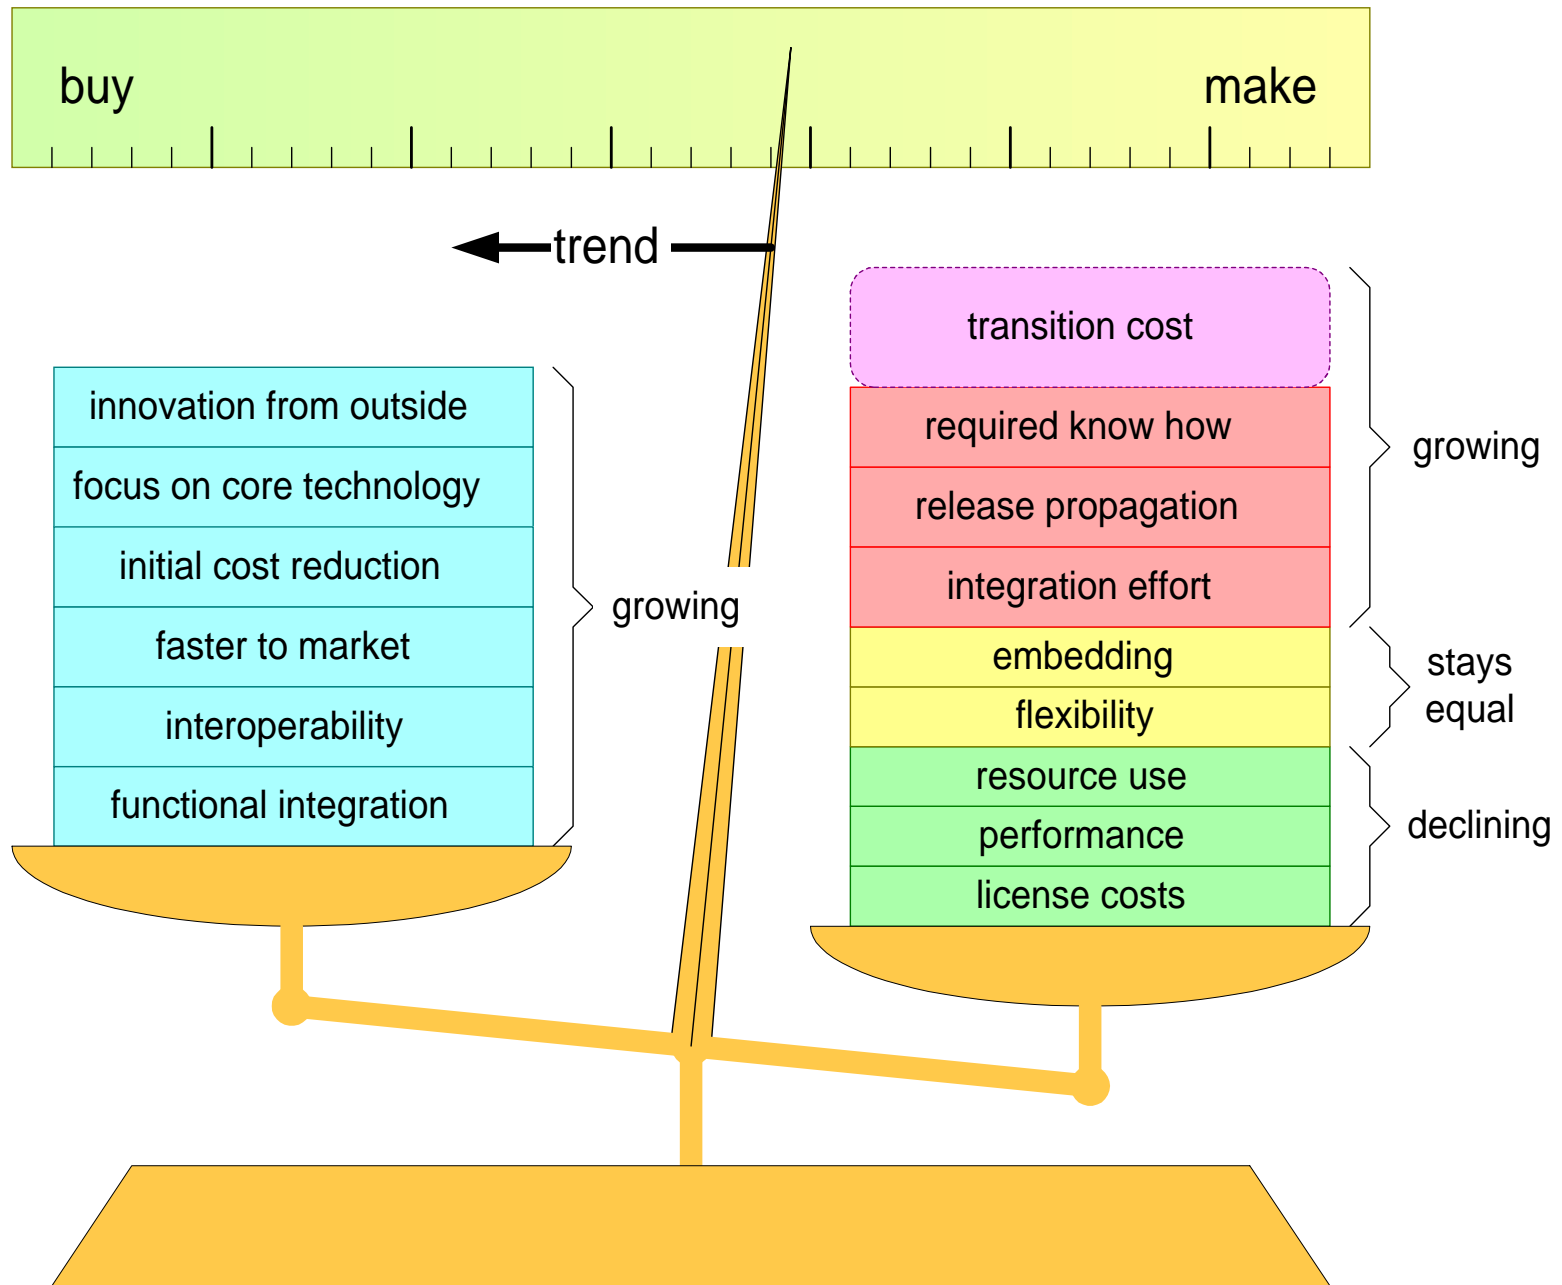 buy
make
trend
innovation from outside
focus on core technology
initial cost reduction
faster to market
interoperability
functional integration
growing
transition cost
required know how
release propagation
integration effort
embedding
flexibility
resource use
performance
license costs
growing
stays
equal
declining